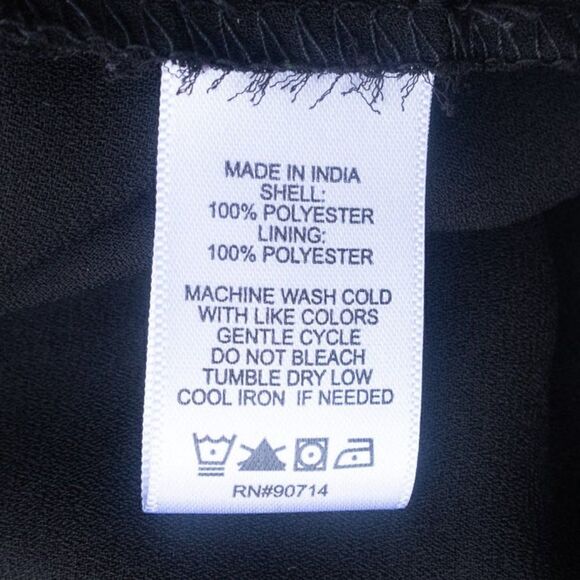 MADE IN INDIA
SHELL:
100% POLYESTER
LINING:
100% POLYESTER
MACHINE WASH COLD
WITH LIKE COLORS
GENTLE CYCLE
DO NOT BLEACH
TUMBLE DRY LOW
COOL IRON IF NEEDED
RN#90714